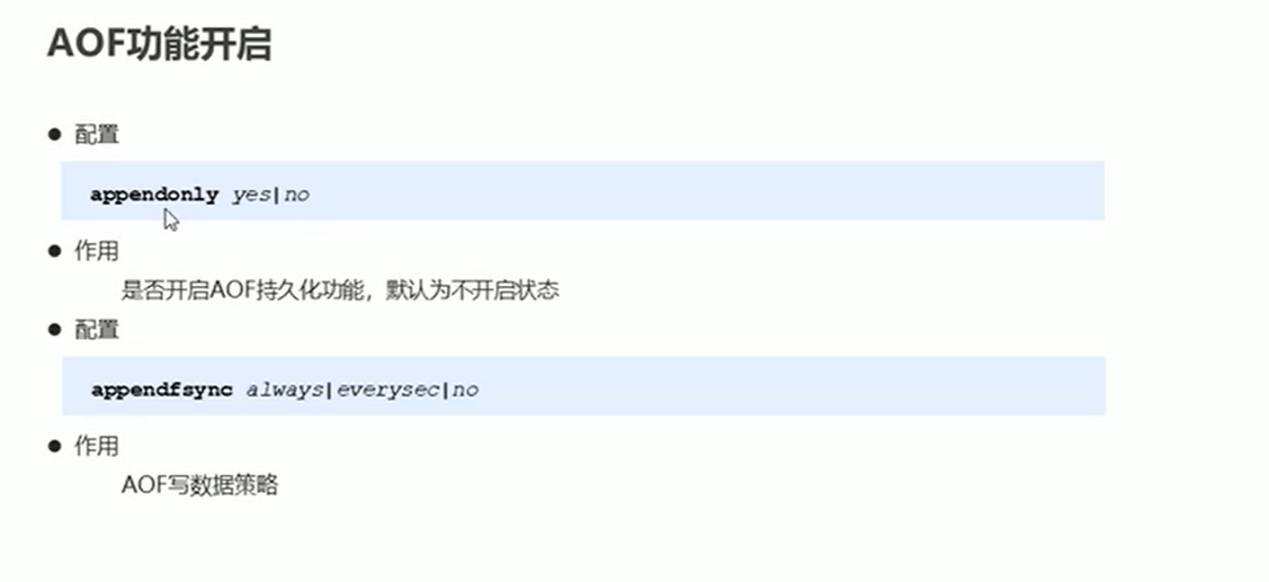 AOF功能开启
● 配置
appendonly yes|no
● 作用
是否开启AOF持久化功能，默认为不开启状态
● 配置
appendfsync always|everysec|no
● 作用
AOF写数据策略